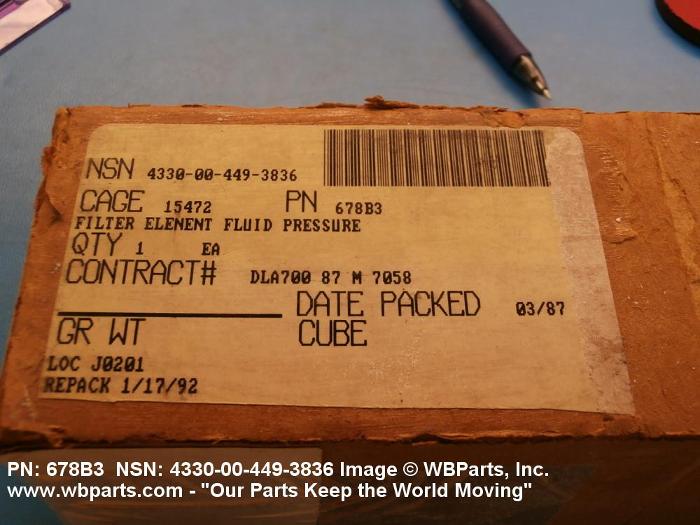 NSN 4330-00-449-3836
CAGE 15472 PN 678B3
FILTER ELENENT FLUID PRESSURE
QTY 1 EA
CONTRACT# DLA700 87 M 7058
DATE PACKED 03/87
GR WT CUBE
LOC J0201
REPACK 1/17/92
PN: 678B3 NSN: 4330-00-449-3836 Image © WBParts, Inc.
www.wbparts.com - "Our Parts Keep the World Moving"